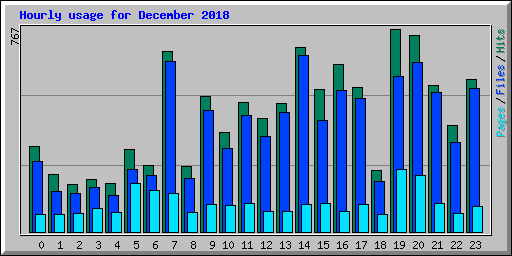 Hourly usage for December 2018
767
Pages/Files/Hits
0 1 2 3 4 5 6 7 8 9 10 11 12 13 14 15 16 17 18 19 20 21 22 23